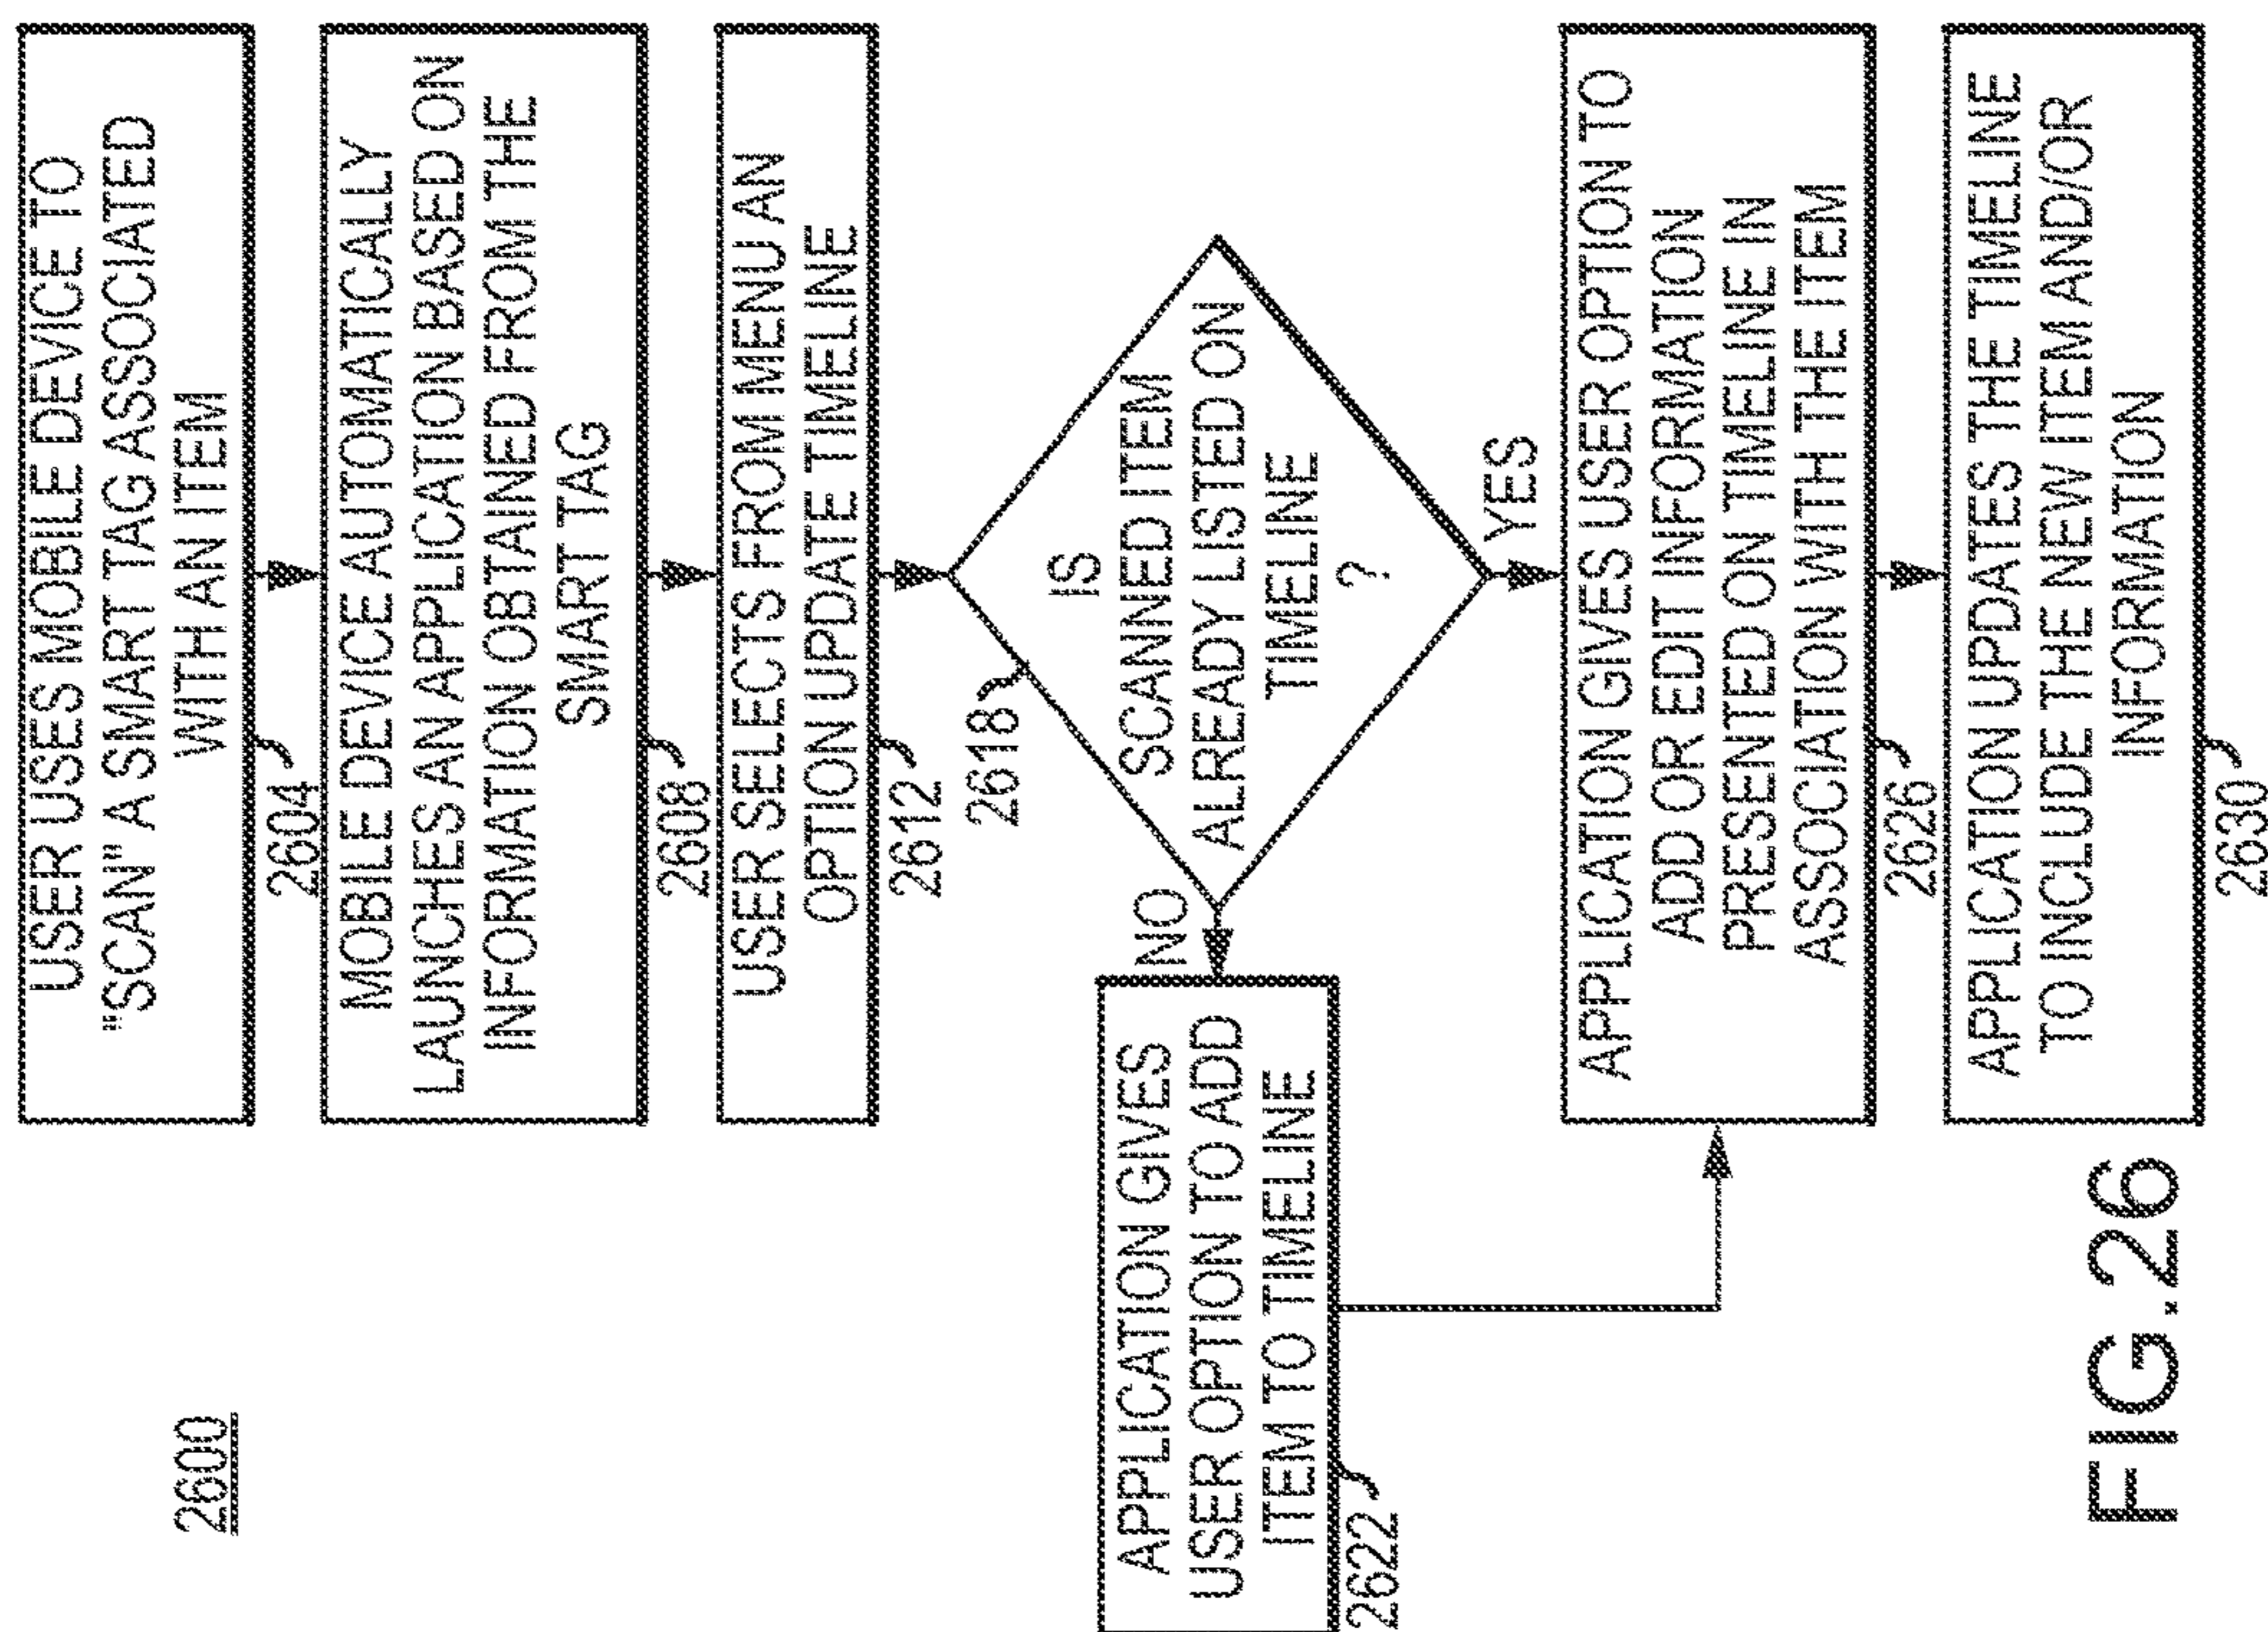 2600
USER USES MOBILE DEVICE TO
"SCAN" A SMART TAG ASSOCIATED
WITH AN ITEM
2604
MOBILE DEVICE AUTOMATICALLY
LAUNCHES AN APPLICATION BASED ON
INFORMATION OBTAINED FROM THE
SMART TAG
2608
USER SELECTS FROM MENU AN
OPTION UPDATE TIMELINE
2612
2618
IS
SCANNED ITEM
ALREADY LISTED ON
TIMELINE
?
NO
YES
APPLICATION GIVES
USER OPTION TO ADD
ITEM TO TIMELINE
2622
APPLICATION GIVES USER OPTION TO
ADD OR EDIT INFORMATION
PRESENTED ON TIMELINE IN
ASSOCIATION WITH THE ITEM
2626
APPLICATION UPDATES THE TIMELINE
TO INCLUDE THE NEW ITEM AND/OR
INFORMATION
2630
FIG.26